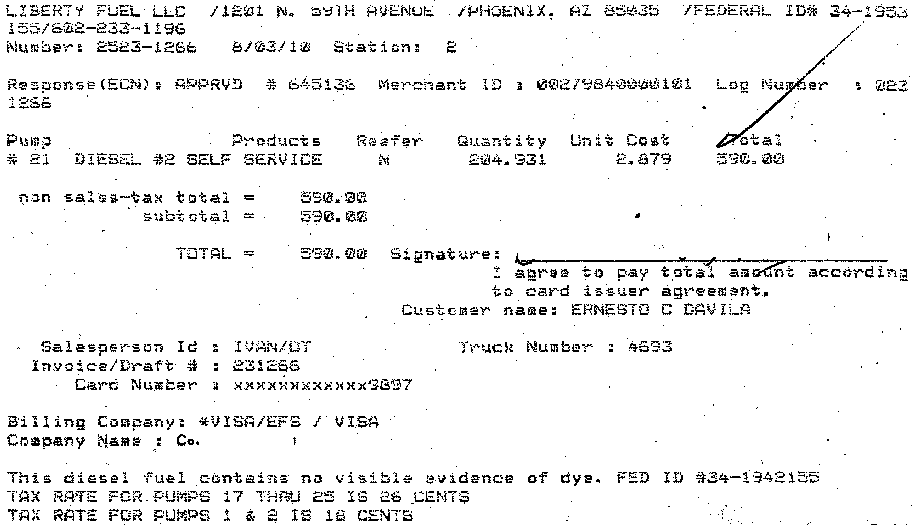 LIBERTY FUEL LLC /1201 N. 59TH AVENUE /PHOENIX, AZ 85035 /FEDERAL ID# 34-1953
155/602-233-1196
Number: 2523-1266 8/03/10 Station: 2
Response(ECN): APPRVD # 645136 Merchant ID : 00279840000101 Log Number : 022
1266
Pump Products Reefer Quantity Unit Cost Total
# 21 DIESEL #2 SELF SERVICE N 204.931 2.879 590.00
non sales-tax total = 590.00
subtotal = 590.00
TOTAL = 590.00 Signature:
I agree to pay total amount according
to card issuer agreement.
Customer name: ERNESTO C DAVILA
Salesperson Id : IVAN/DT Truck Number : 4693
Invoice/Draft # : 231266
Card Number : xxxxxxxxxxxx9897
Billing Company: *VISA/EFS / VISA
Company Name : Co.
This diesel fuel contains no visible evidence of dye. FED ID #34-1942155
TAX RATE FOR PUMPS 17 THRU 25 IS 26 CENTS
TAX RATE FOR PUMPS 1 & 2 IS 18 CENTS